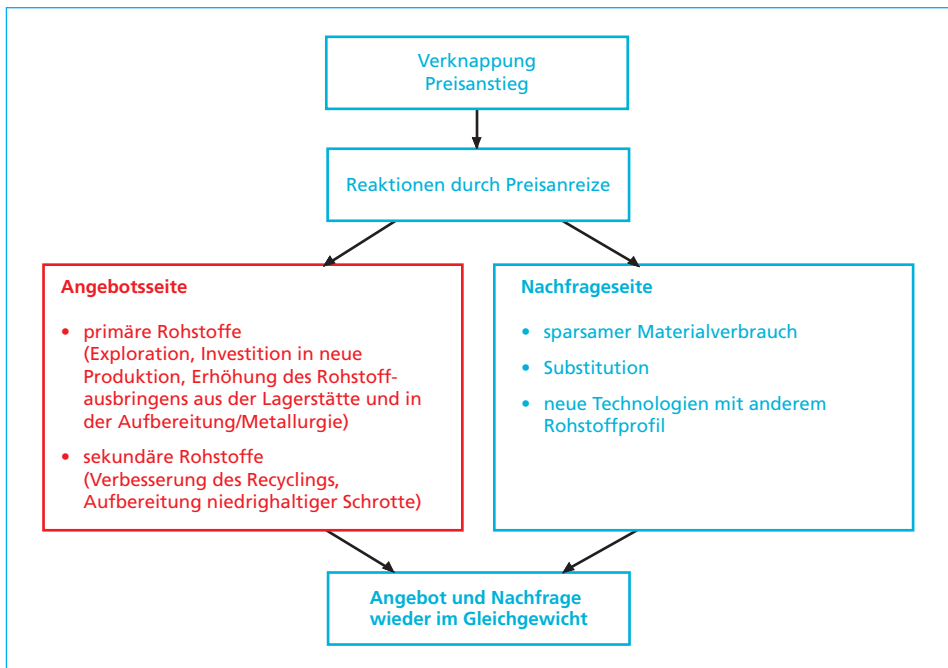 Verknappung
Preisanstieg
Reaktionen durch Preisanreize
Angebotsseite
• primäre Rohstoffe
(Exploration, Investition in neue
Produktion, Erhöhung des Rohstoff-
ausbringens aus der Lagerstätte und in
der Aufbereitung/Metallurgie)
• sekundäre Rohstoffe
(Verbesserung des Recyclings,
Aufbereitung niedrighaltiger Schrotte)
Nachfrageseite
• sparsamer Materialverbrauch
• Substitution
• neue Technologien mit anderem
Rohstoffprofil
Angebot und Nachfrage
wieder im Gleichgewicht